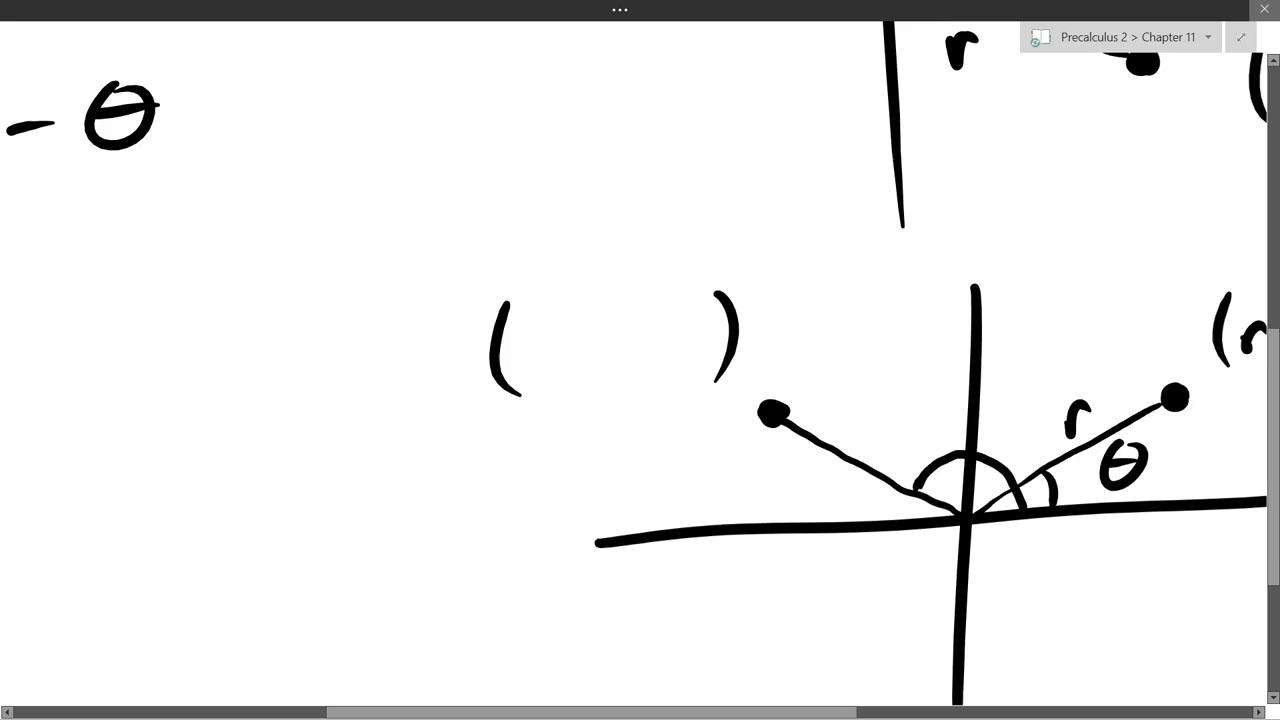 Precalculus 2 > Chapter 11
r (
- θ
( ) (r
r
θ